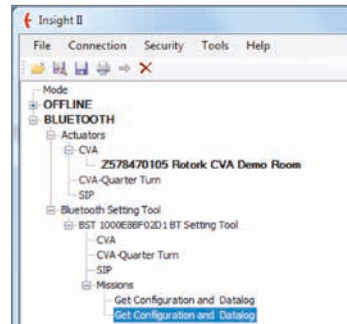 Insight II
File Connection Security Tools Help
Mode
OFFLINE
BLUETOOTH
Actuators
CVA
Z578470105 Rotork CVA Demo Room
CVA-Quarter Turn
SIP
Bluetooth Setting Tool
BST 1000E8BF02D1 BT Setting Tool
CVA
CVA-Quarter Turn
SIP
Missions
Get Configuration and Datalog
Get Configuration and Datalog